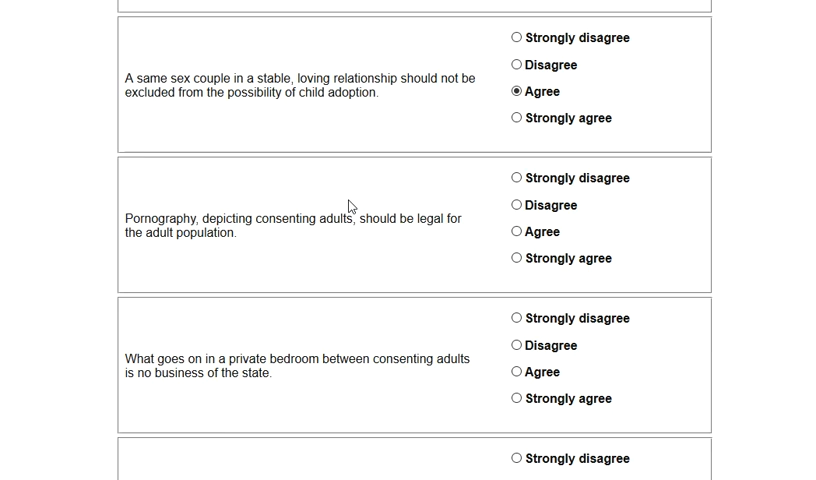 Strongly disagree
Disagree
A same sex couple in a stable, loving relationship should not be
excluded from the possibility of child adoption.
Agree
Strongly agree
Strongly disagree
Disagree
Pornography, depicting consenting adults, should be legal for
the adult population.
Agree
Strongly agree
Strongly disagree
Disagree
What goes on in a private bedroom between consenting adults
is no business of the state.
Agree
Strongly agree
Strongly disagree